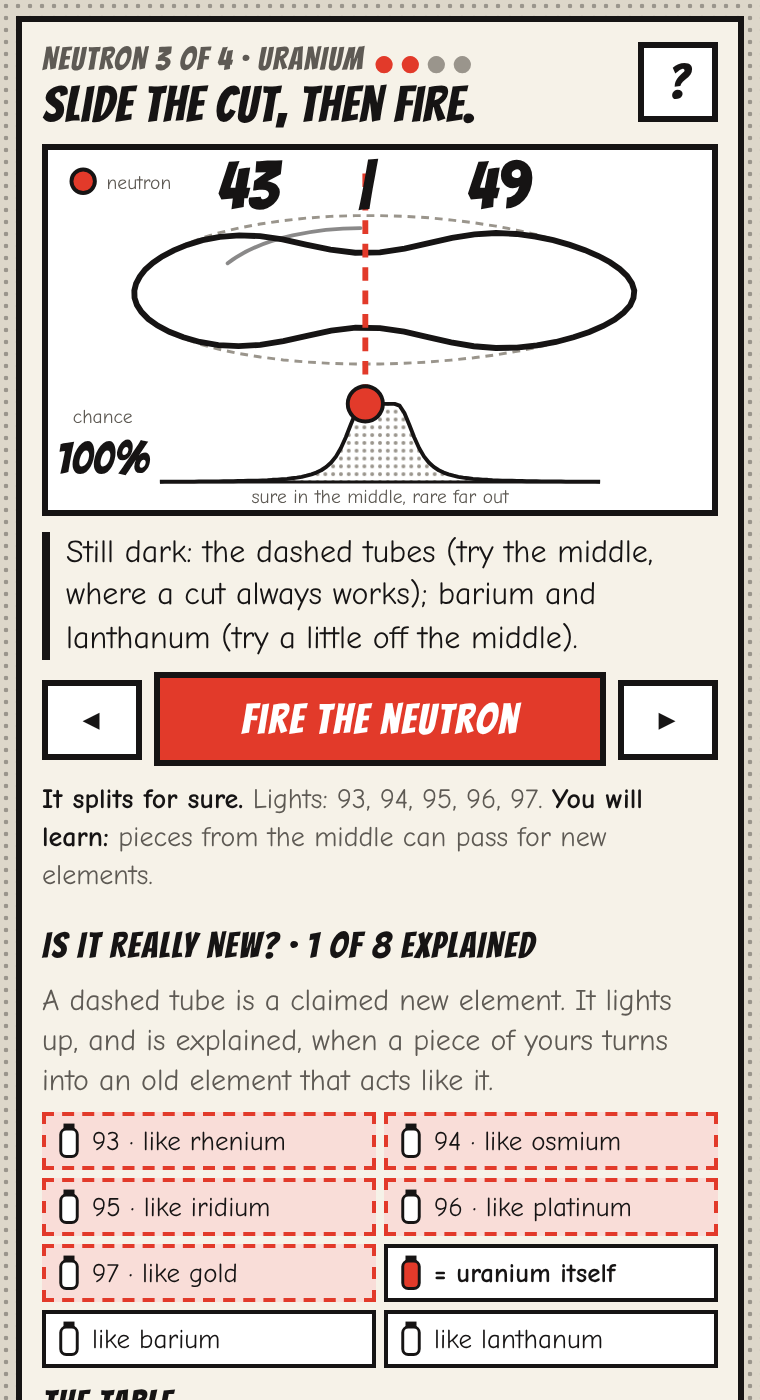 NEUTRON 3 OF 4 · URANIUM
SLIDE THE CUT, THEN FIRE.
?
neutron
43 / 49
chance
100%
sure in the middle, rare far out
Still dark: the dashed tubes (try the middle,
where a cut always works); barium and
lanthanum (try a little off the middle).
◄ FIRE THE NEUTRON ►
It splits for sure. Lights: 93, 94, 95, 96, 97. You will
learn: pieces from the middle can pass for new
elements.
IS IT REALLY NEW? · 1 OF 8 EXPLAINED
A dashed tube is a claimed new element. It lights
up, and is explained, when a piece of yours turns
into an old element that acts like it.
93 · like rhenium
94 · like osmium
95 · like iridium
96 · like platinum
97 · like gold
= uranium itself
like barium
like lanthanum
THE TABLE